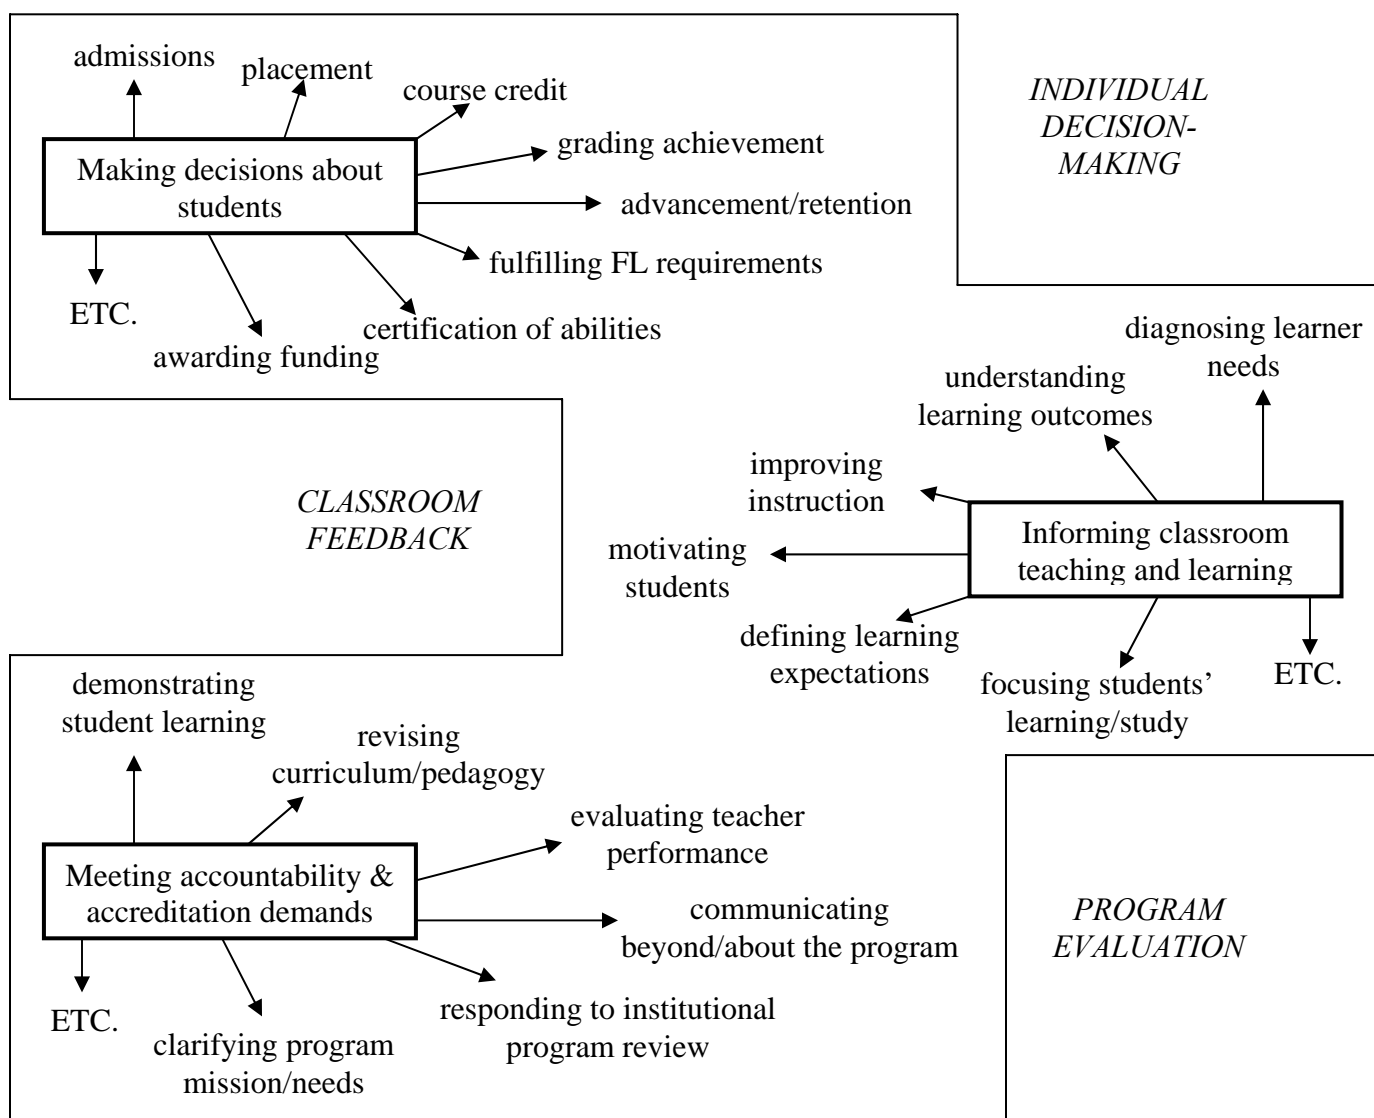 admissions
placement
course credit
grading achievement
Making decisions about
students
advancement/retention
fulfilling FL requirements
ETC.
certification of abilities
awarding funding
INDIVIDUAL
DECISION-
MAKING
CLASSROOM
FEEDBACK
diagnosing learner
needs
understanding
learning outcomes
improving
instruction
Informing classroom
teaching and learning
motivating
students
defining learning
expectations
focusing students’
learning/study
ETC.
demonstrating
student learning
revising
curriculum/pedagogy
evaluating teacher
performance
Meeting accountability &
accreditation demands
communicating
beyond/about the program
ETC.
responding to institutional
program review
clarifying program
mission/needs
PROGRAM
EVALUATION